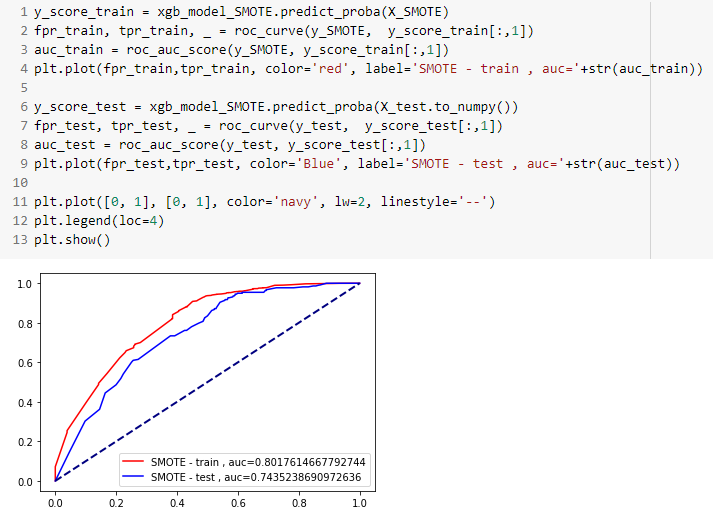 1 y_score_train = xgb_model_SMOTE.predict_proba(X_SMOTE)
2 fpr_train, tpr_train, _ = roc_curve(y_SMOTE,  y_score_train[:,1])
3 auc_train = roc_auc_score(y_SMOTE, y_score_train[:,1])
4 plt.plot(fpr_train,tpr_train, color='red', label='SMOTE - train , auc='+str(auc_train))
5
6 y_score_test = xgb_model_SMOTE.predict_proba(X_test.to_numpy())
7 fpr_test, tpr_test, _ = roc_curve(y_test,  y_score_test[:,1])
8 auc_test = roc_auc_score(y_test, y_score_test[:,1])
9 plt.plot(fpr_test,tpr_test, color='Blue', label='SMOTE - test , auc='+str(auc_test))
10
11 plt.plot([0, 1], [0, 1], color='navy', lw=2, linestyle='--')
12 plt.legend(loc=4)
13 plt.show()
1.0
0.8
0.6
0.4
0.2
0.0
SMOTE - train , auc=0.8017614667792744
SMOTE - test , auc=0.7435238690972636
0.0 0.2 0.4 0.6 0.8 1.0